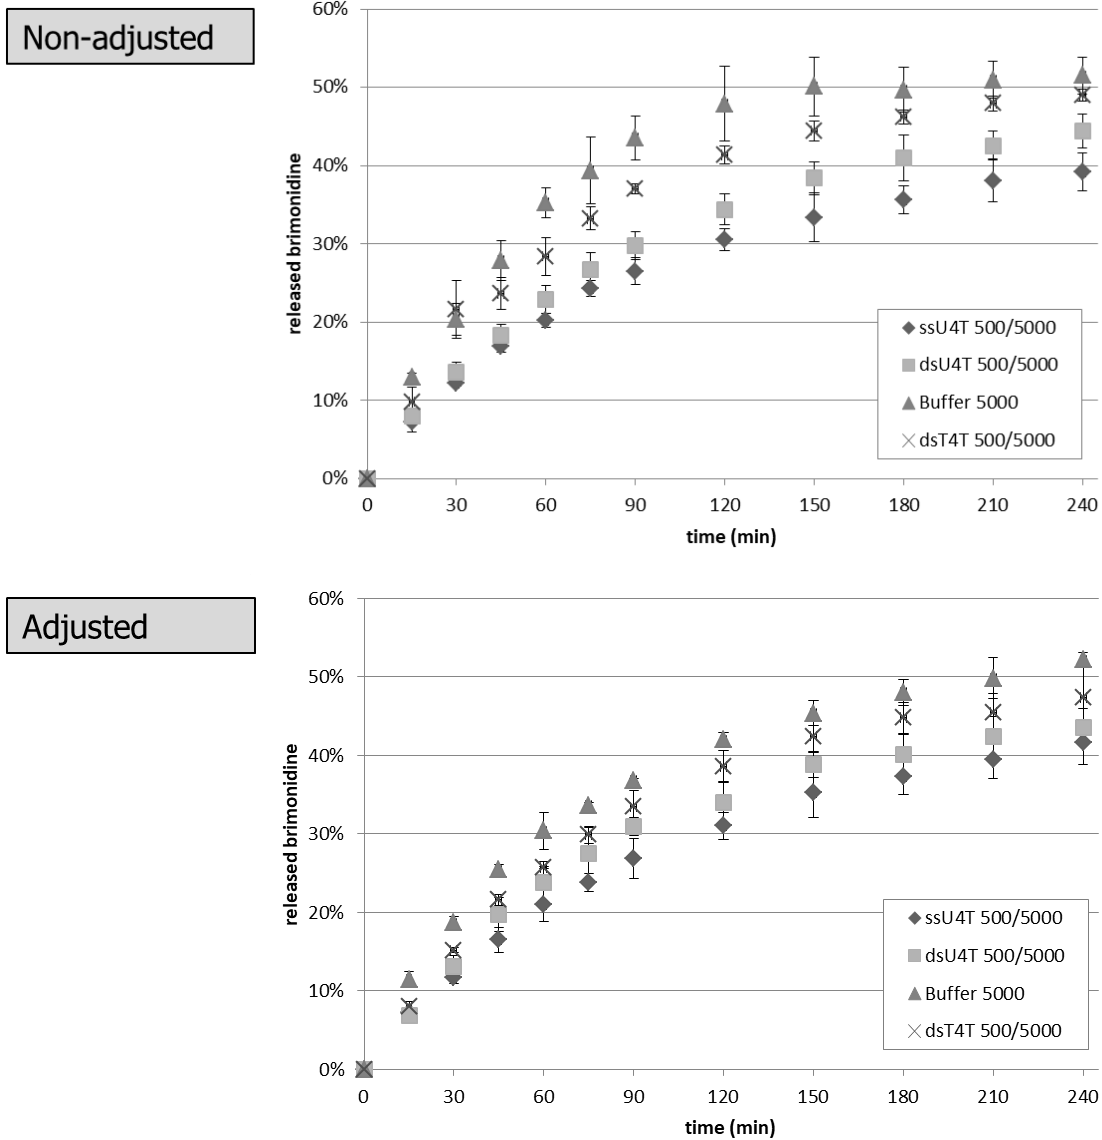 Non-adjusted
60%
50%
40%
30%
20%
10%
0%
released brimonidine
ssU4T 500/5000
dsU4T 500/5000
Buffer 5000
dsT4T 500/5000
0 30 60 90 120 150 180 210 240
time (min)
Adjusted
60%
50%
40%
30%
20%
10%
0%
released brimonidine
ssU4T 500/5000
dsU4T 500/5000
Buffer 5000
dsT4T 500/5000
0 30 60 90 120 150 180 210 240
time (min)